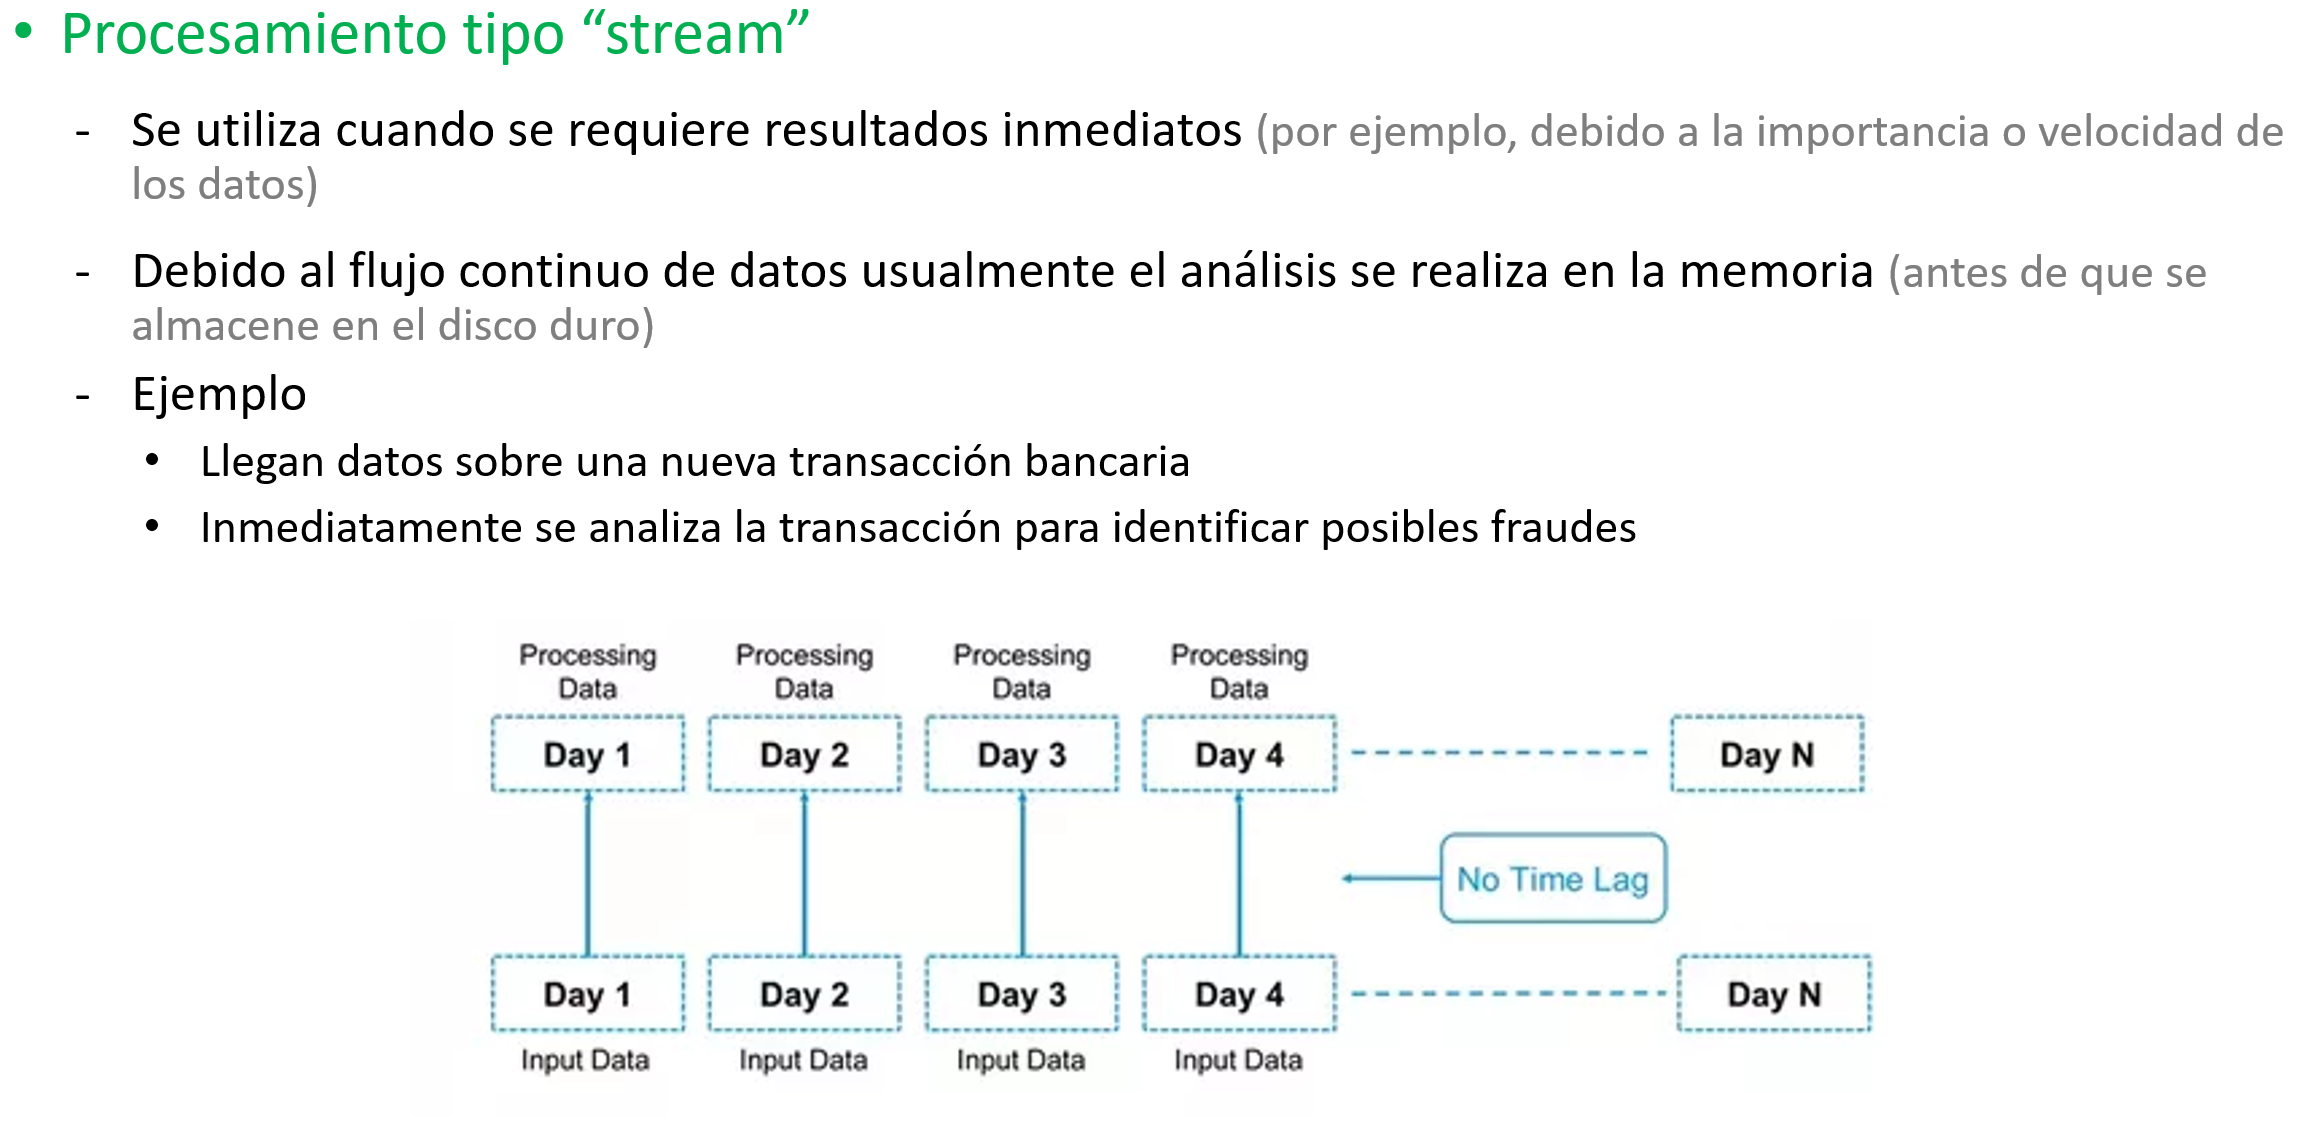 • Procesamiento tipo “stream”
- Se utiliza cuando se requiere resultados inmediatos (por ejemplo, debido a la importancia o velocidad de
los datos)
- Debido al flujo continuo de datos usualmente el análisis se realiza en la memoria (antes de que se
almacene en el disco duro)
- Ejemplo
• Llegan datos sobre una nueva transacción bancaria
• Inmediatamente se analiza la transacción para identificar posibles fraudes
Processing Data
Processing Data
Processing Data
Processing Data
Day 1
Day 2
Day 3
Day 4
Day N
No Time Lag
Day 1
Day 2
Day 3
Day 4
Day N
Input Data
Input Data
Input Data
Input Data